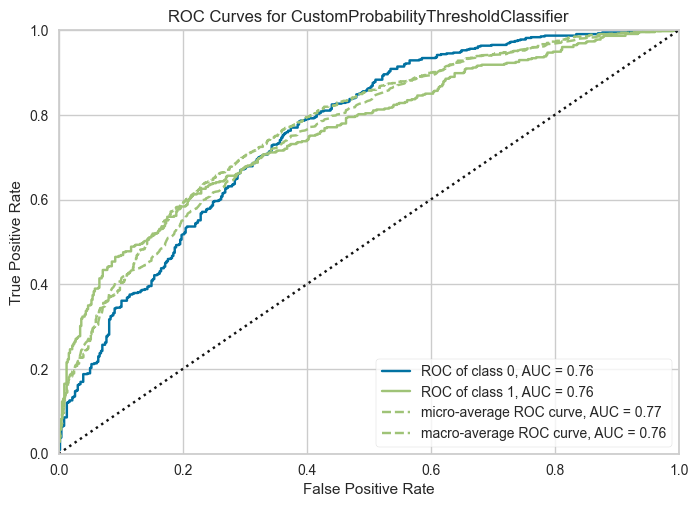 ROC Curves for CustomProbabilityThresholdClassifier
1.0
0.8
0.6
0.4
0.2
0.0
True Positive Rate
0.0 0.2 0.4 0.6 0.8 1.0
False Positive Rate
ROC of class 0, AUC = 0.76
ROC of class 1, AUC = 0.76
micro-average ROC curve, AUC = 0.77
macro-average ROC curve, AUC = 0.76